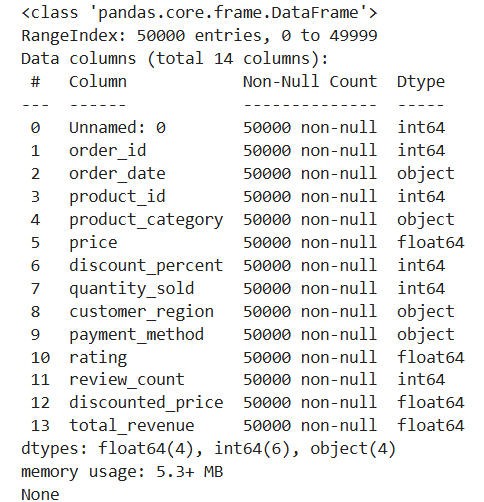 <class 'pandas.core.frame.DataFrame'>
RangeIndex: 50000 entries, 0 to 49999
Data columns (total 14 columns):
 #   Column            Non-Null Count  Dtype
---  ------            --------------  -----
 0   Unnamed: 0        50000 non-null  int64
 1   order_id          50000 non-null  int64
 2   order_date        50000 non-null  object
 3   product_id        50000 non-null  int64
 4   product_category  50000 non-null  object
 5   price             50000 non-null  float64
 6   discount_percent  50000 non-null  int64
 7   quantity_sold     50000 non-null  int64
 8   customer_region   50000 non-null  object
 9   payment_method    50000 non-null  object
 10  rating            50000 non-null  float64
 11  review_count      50000 non-null  int64
 12  discounted_price  50000 non-null  float64
 13  total_revenue     50000 non-null  float64
dtypes: float64(4), int64(6), object(4)
memory usage: 5.3+ MB
None